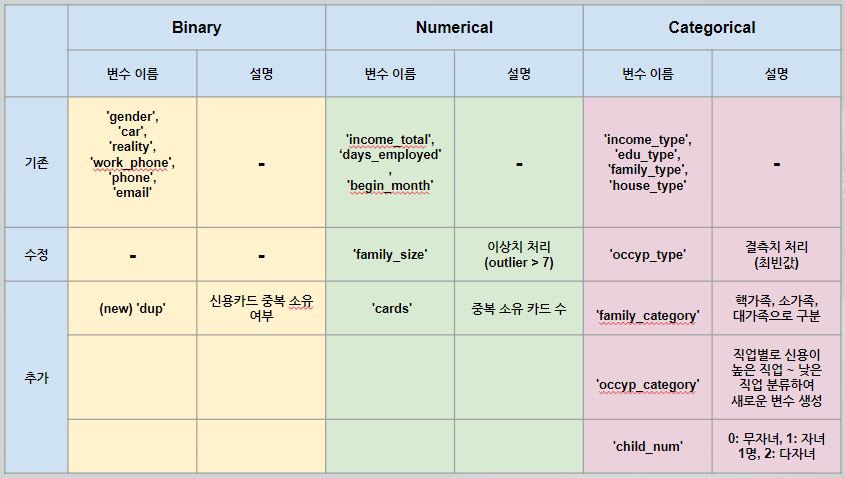 Binary
Numerical
Categorical
변수 이름
설명
변수 이름
설명
변수 이름
설명
기존
'gender',
'car',
'reality',
'work_phone',
'phone',
'email'
-
'income_total',
‘days_employed'
,
'begin_month'
-
'income_type',
'edu_type',
'family_type',
'house_type'
-
수정
-
-
'family_size'
이상치 처리
(outlier > 7)
'occyp_type'
결측치 처리
(최빈값)
추가
(new) 'dup'
신용카드 중복 소유
여부
'cards'
중복 소유 카드 수
'family_category'
핵가족, 소가족,
대가족으로 구분
'occyp_category'
직업별로 신용이
높은 직업 ~ 낮은
직업 분류하여
새로운 변수 생성
'child_num'
0: 무자녀, 1: 자녀
1명, 2: 다자녀